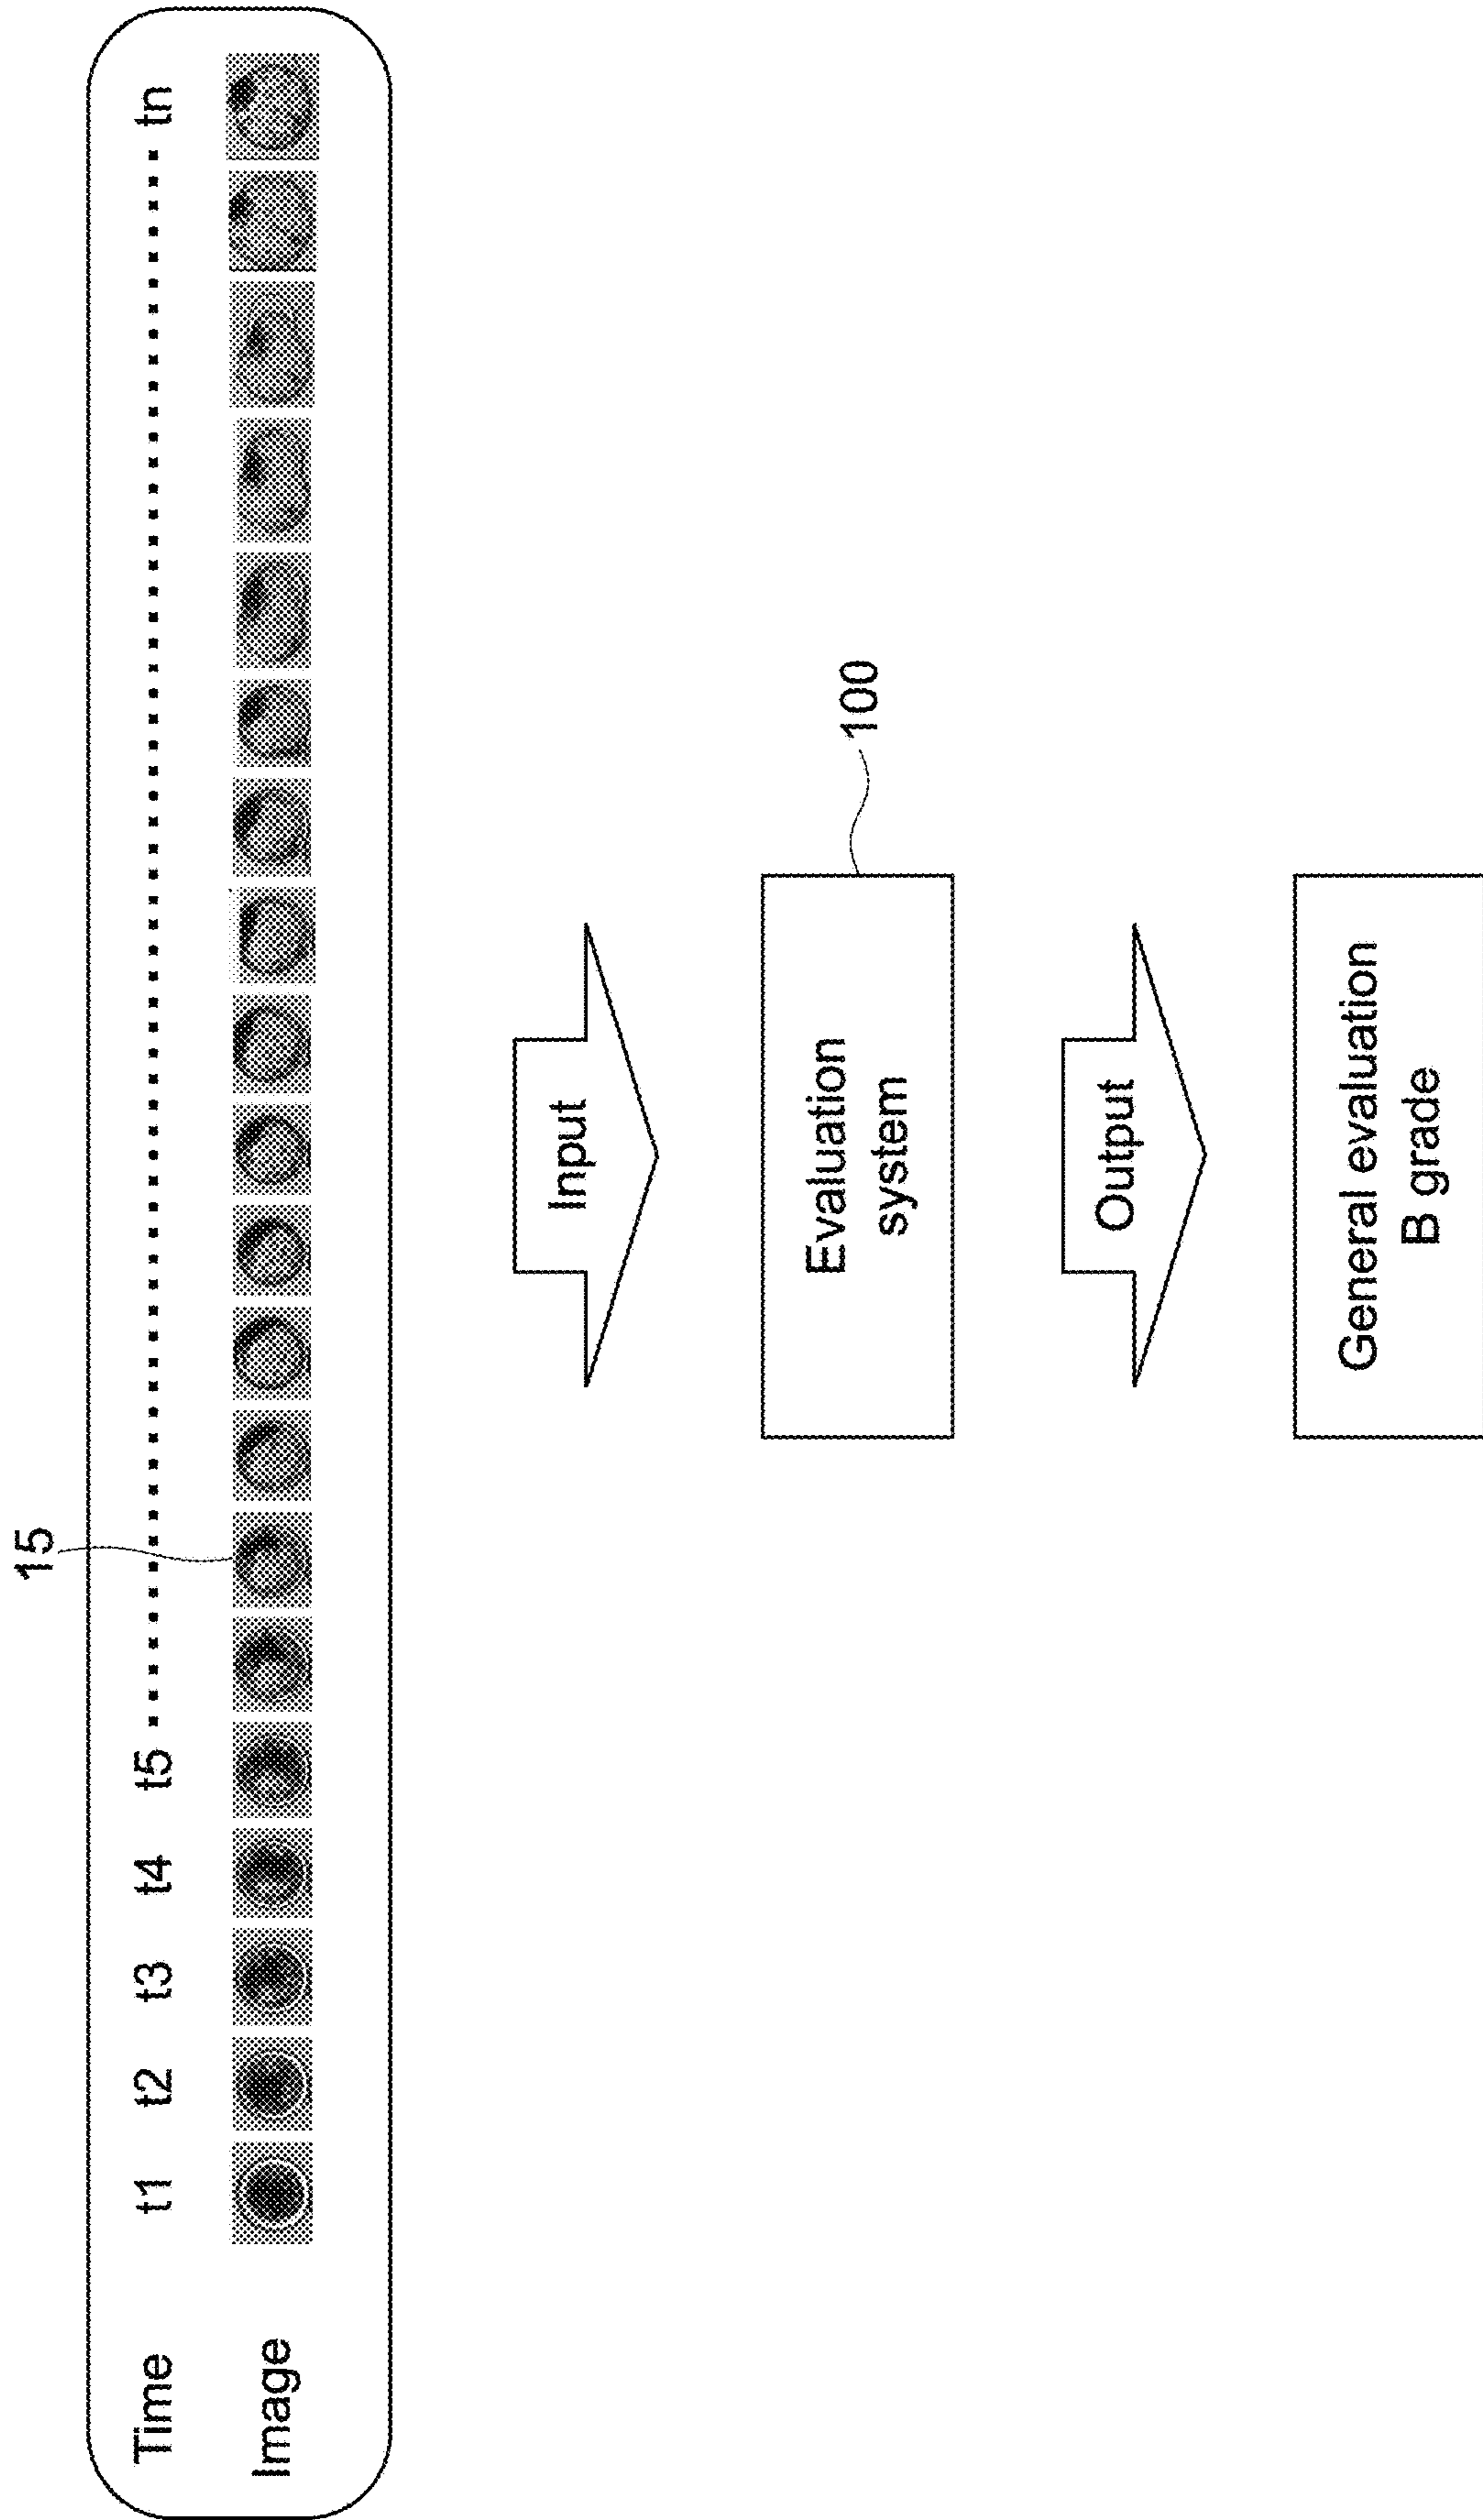 15
Time t1 t2 t3 t4 t5 tn
Image
Input
100
Evaluation
system
Output
General evaluation
B grade